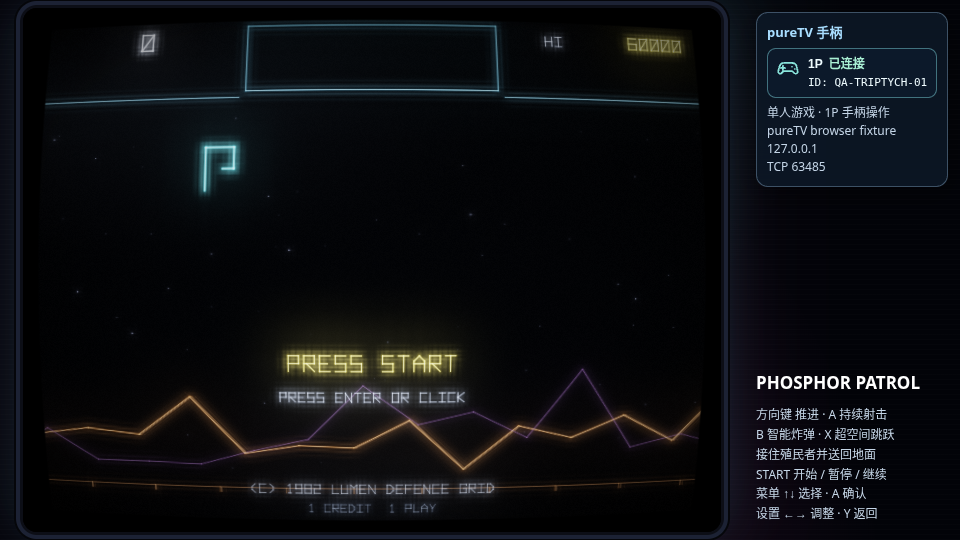 0
HI
60000
P
PRESS START
PRESS ENTER OR CLICK
(C) 1982 LUMEN DEFENCE GRID
1 CREDIT 1 PLAY
pureTV 手柄
1P 已连接
ID: QA-TRIPTYCH-01
单人游戏 · 1P 手柄操作
pureTV browser fixture
127.0.0.1
TCP 63485
PHOSPHOR PATROL
方向键 推进 · A 持续射击
B 智能炸弹 · X 超空间跳跃
接住殖民者并送回地面
START 开始 / 暂停 / 继续
菜单 ↑↓ 选择 · A 确认
设置 ←→ 调整 · Y 返回